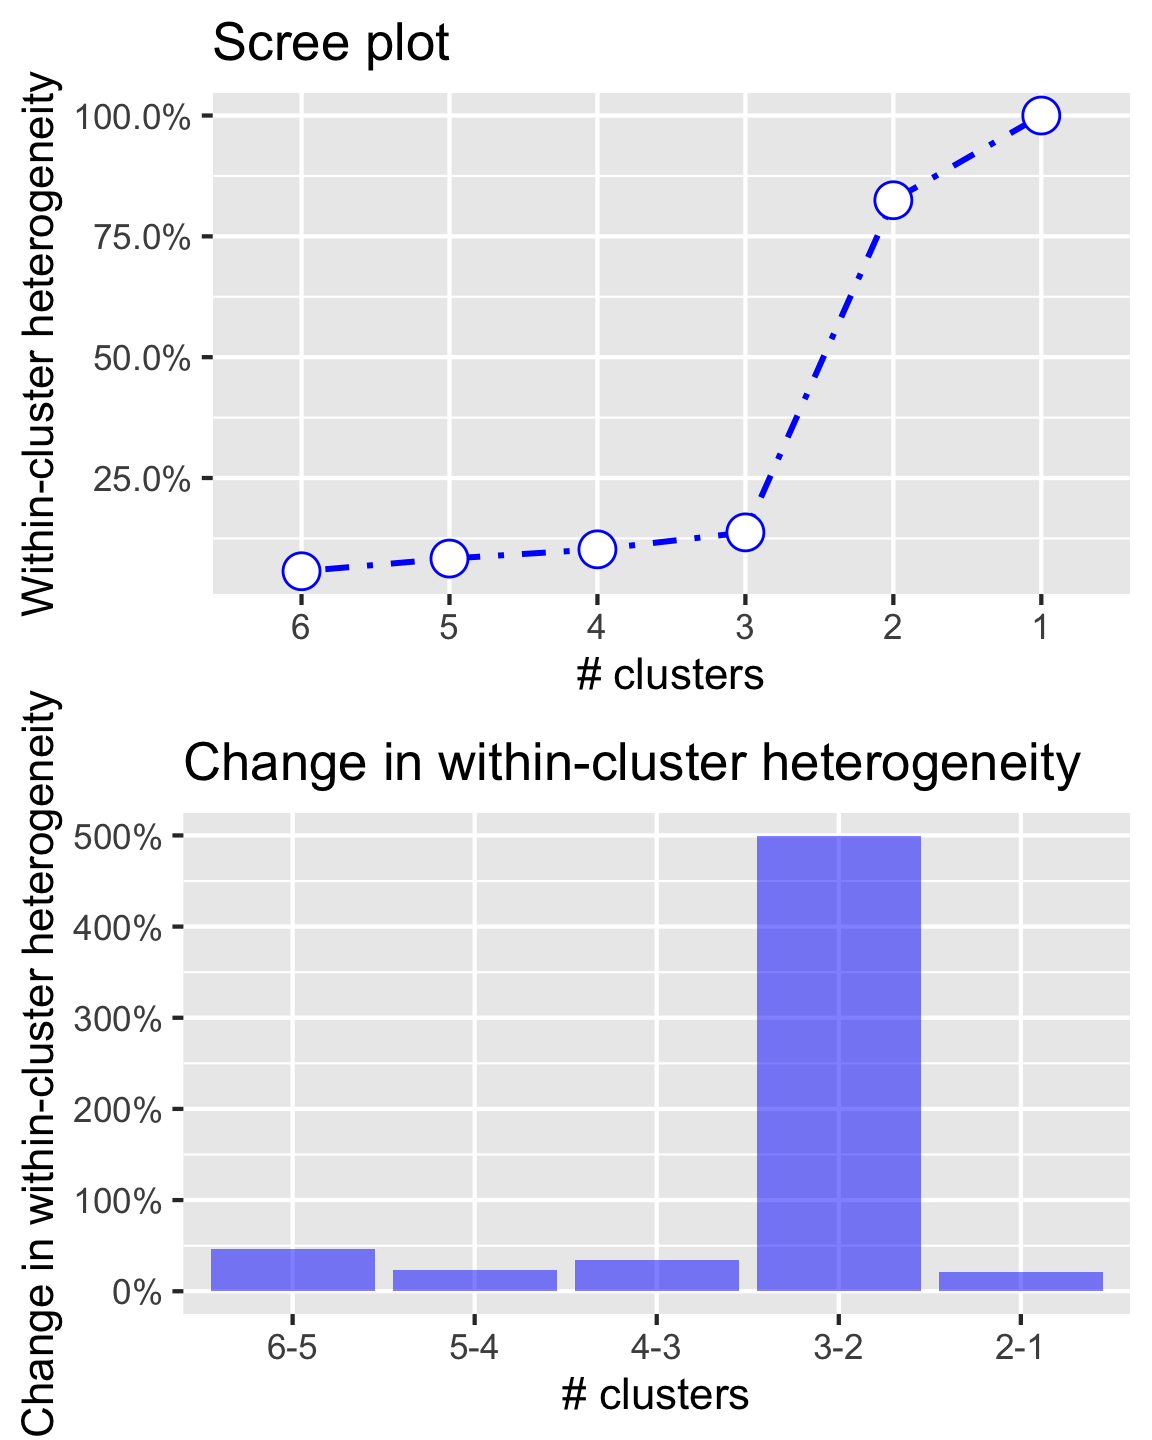 Scree plot
Within-cluster heterogeneity
100.0%
75.0%
50.0%
25.0%
6 5 4 3 2 1
# clusters
Change in within-cluster heterogeneity
Change in within-cluster heterogeneity
500%
400%
300%
200%
100%
0%
6-5 5-4 4-3 3-2 2-1
# clusters